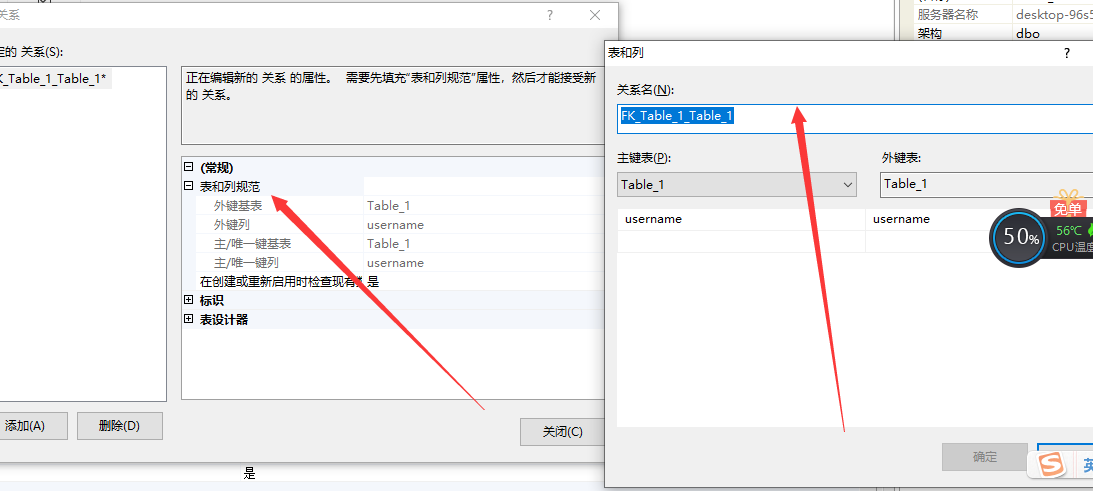 关系
服务器名称 desktop-96s5
架构 dbo
?
表和列
?
定的 关系(S):
K_Table_1_Table_1*
正在编辑新的 关系 的属性。 需要先填充“表和列规范”属性，然后才能接受新
的 关系。
关系名(N):
FK_Table_1_Table_1
主键表(P):
外键表:
Table_1
Table_1
username username
(常规)
表和列规范
外键基表 Table_1
外键列 username
主/唯一键基表 Table_1
主/唯一键列 username
在创建或重新启用时检查现有 是
标识
表设计器
免单
50%
56℃
CPU温度
添加(A)
删除(D)
关闭(C)
确定
英
是